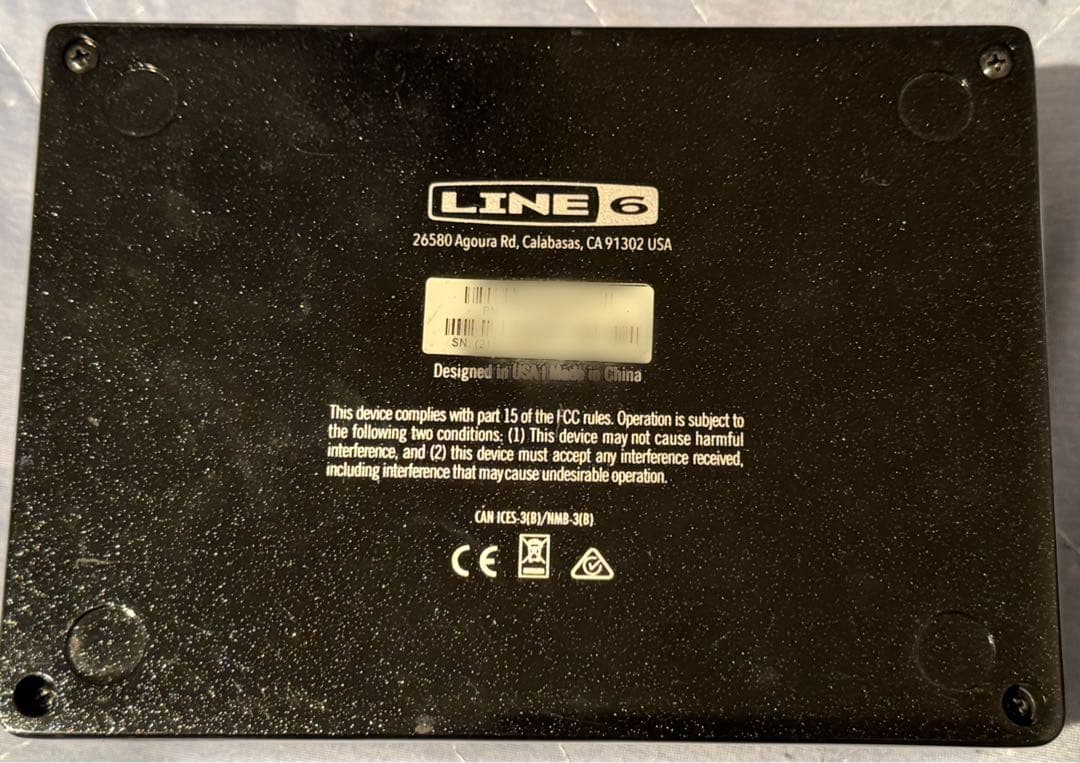 LINE 6
26580 Agoura Rd, Calabasas, CA 91302 USA
SN: (21
Designed in USA | Made in China
This device complies with part 15 of the FCC rules. Operation is subject to
the following two conditions: (1) This device may not cause harmful
interference, and (2) this device must accept any interference received,
including interference that may cause undesirable operation.
CAN ICES-3(B)/NMB-3(B)
CE